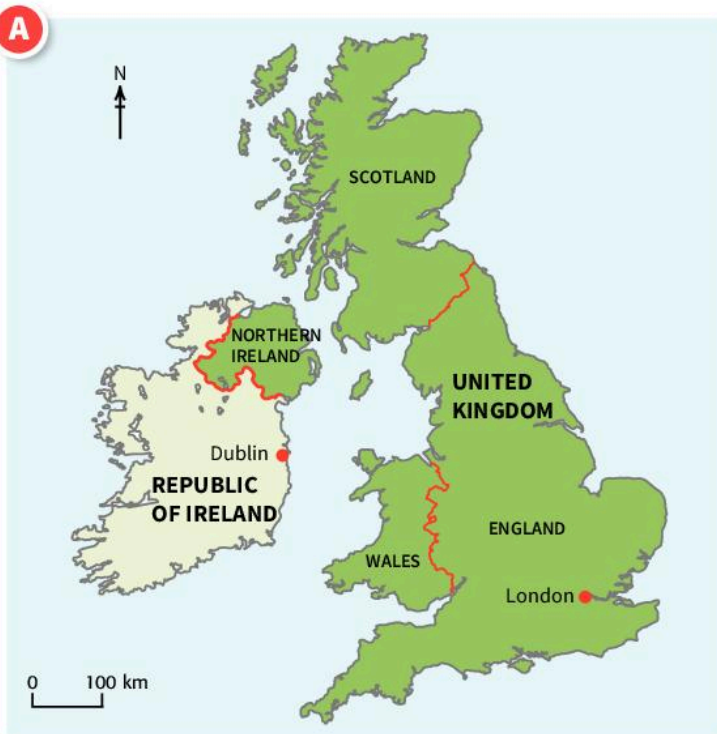 A
N
SCOTLAND
NORTHERN
IRELAND
UNITED
KINGDOM
Dublin
REPUBLIC
OF IRELAND
ENGLAND
WALES
London
0 100 km